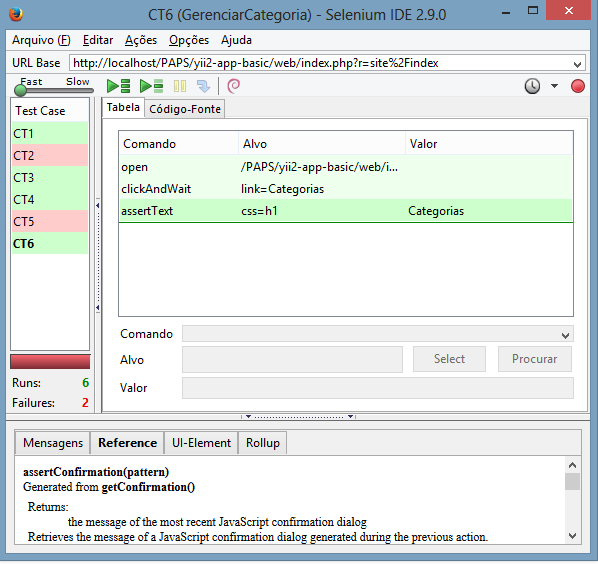 CT6 (GerenciarCategoria) - Selenium IDE 2.9.0
Arquivo (F) Editar Ações Opções Ajuda
URL Base http://localhost/PAPS/yii2-app-basic/web/index.php?r=site%2Findex
Fast Slow
Test Case
CT1
CT2
CT3
CT4
CT5
CT6
Runs: 6
Failures: 2
Tabela Código-Fonte
Comando Alvo Valor
open /PAPS/yii2-app-basic/web/i...
clickAndWait link=Categorias
assertText css=h1 Categorias
Comando
Alvo Select Procurar
Valor
Mensagens Reference UI-Element Rollup
assertConfirmation(pattern)
Generated from getConfirmation()
Returns:
the message of the most recent JavaScript confirmation dialog
Retrieves the message of a JavaScript confirmation dialog generated during the previous action.